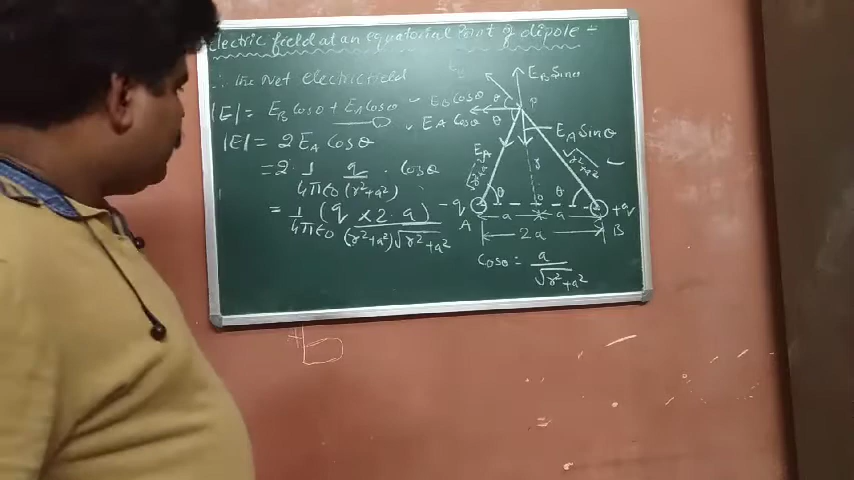 Electric field at an equatorial Point of dipole =
∴ the Net electric field
|E| = E_B cosθ + E_A cosθ
|E| = 2 E_A cosθ
= 2· 1/4πϵ0 q/(r²+a²) · cosθ
= 1/4πϵ0 (q × 2 a)/(r²+a²)√r²+a²
E_B sinθ
E_B cosθ θ P
E_A cosθ θ
E_A sinθ
E_A r √r²+a²
θ θ
-q O +q
A a a B
2a
cosθ = a/√r²+a²